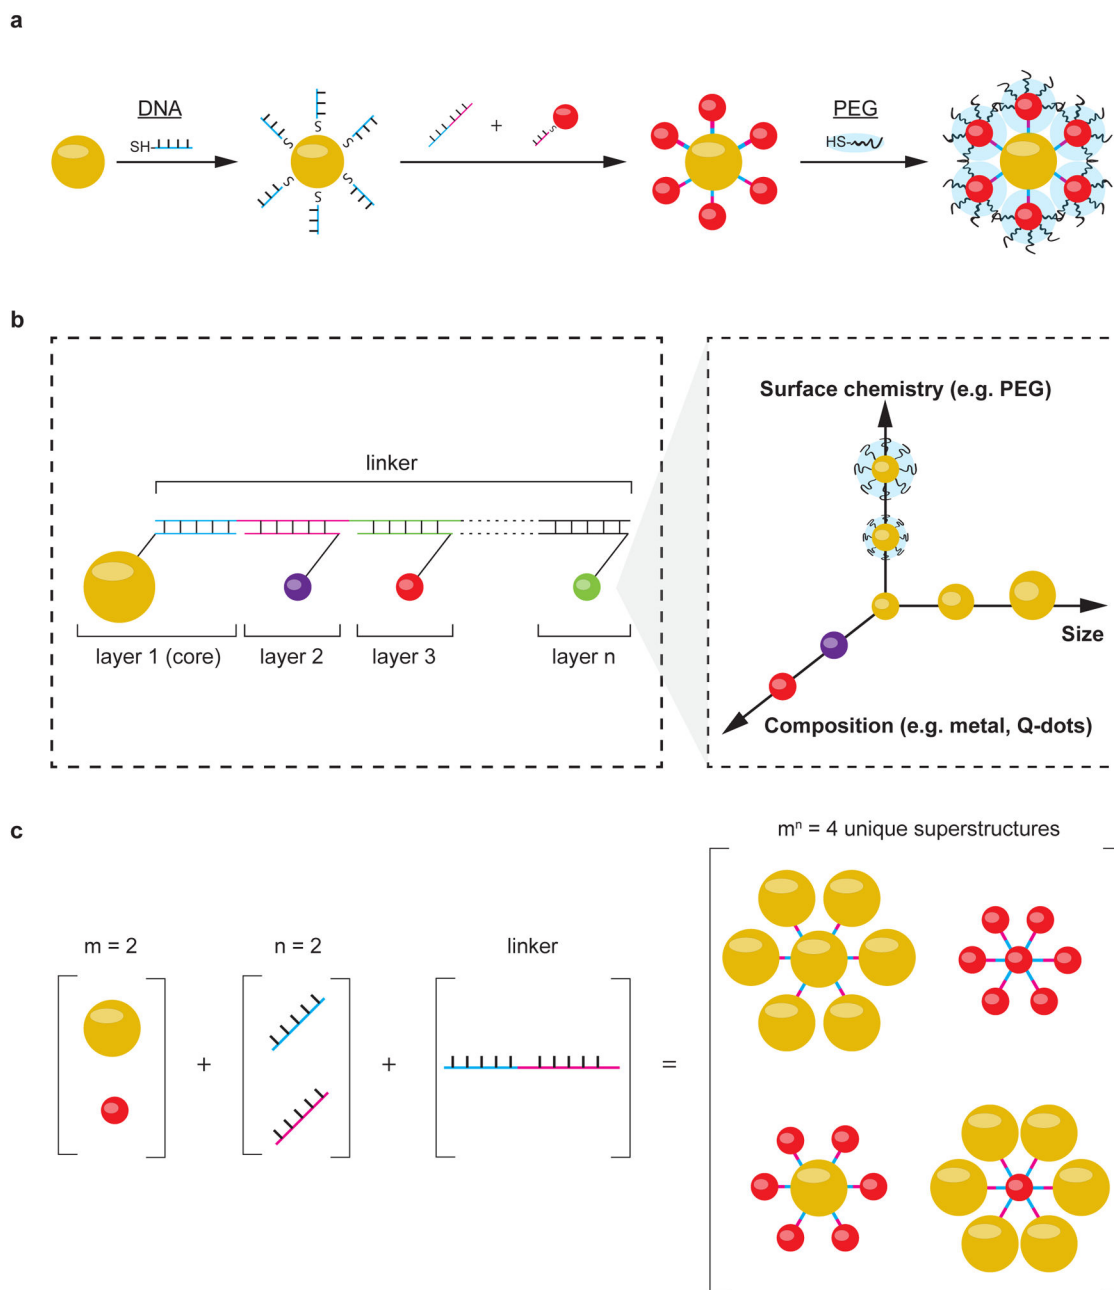 a
DNA
SH
S
S
S
S
S
S
+
S
PEG
HS
b
linker
layer 1 (core)
layer 2
layer 3
layer n
Surface chemistry (e.g. PEG)
Size
Composition (e.g. metal, Q-dots)
c
mⁿ = 4 unique superstructures
m = 2
n = 2
linker
+
+
=